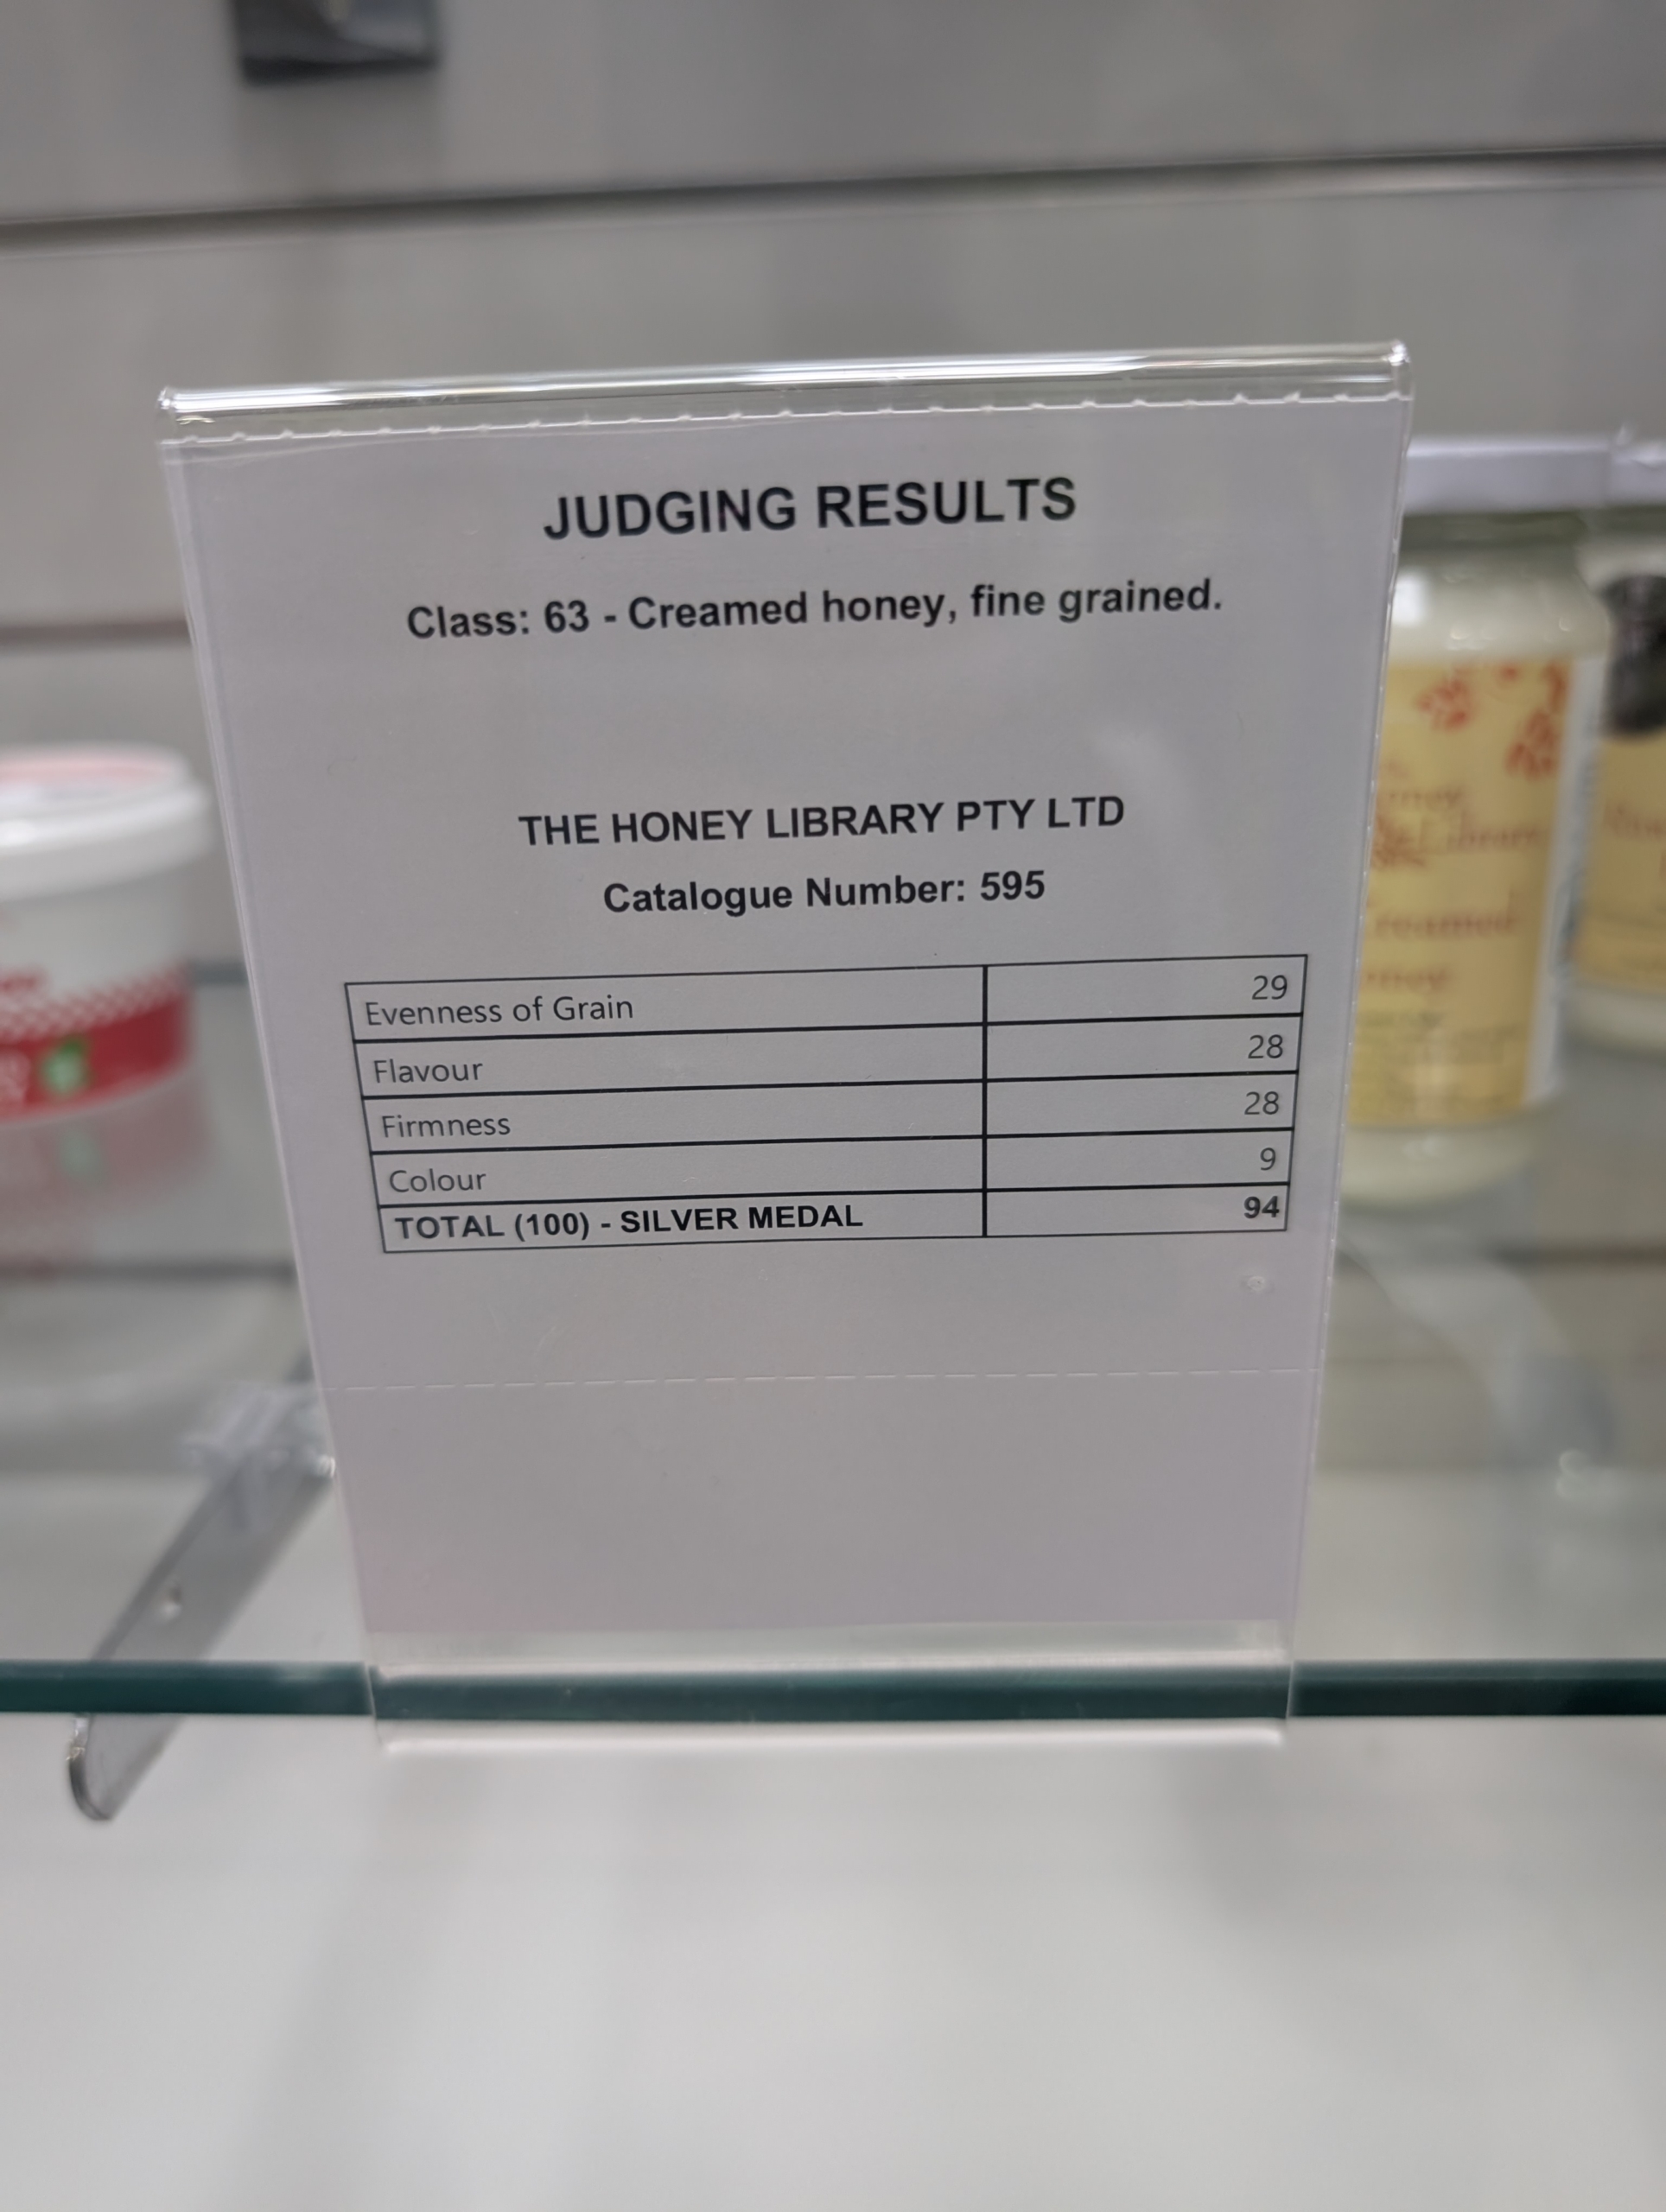 JUDGING RESULTS
Class: 63 - Creamed honey, fine grained.
THE HONEY LIBRARY PTY LTD
Catalogue Number: 595
Evenness of Grain 29
Flavour 28
Firmness 28
Colour 9
TOTAL (100) - SILVER MEDAL 94